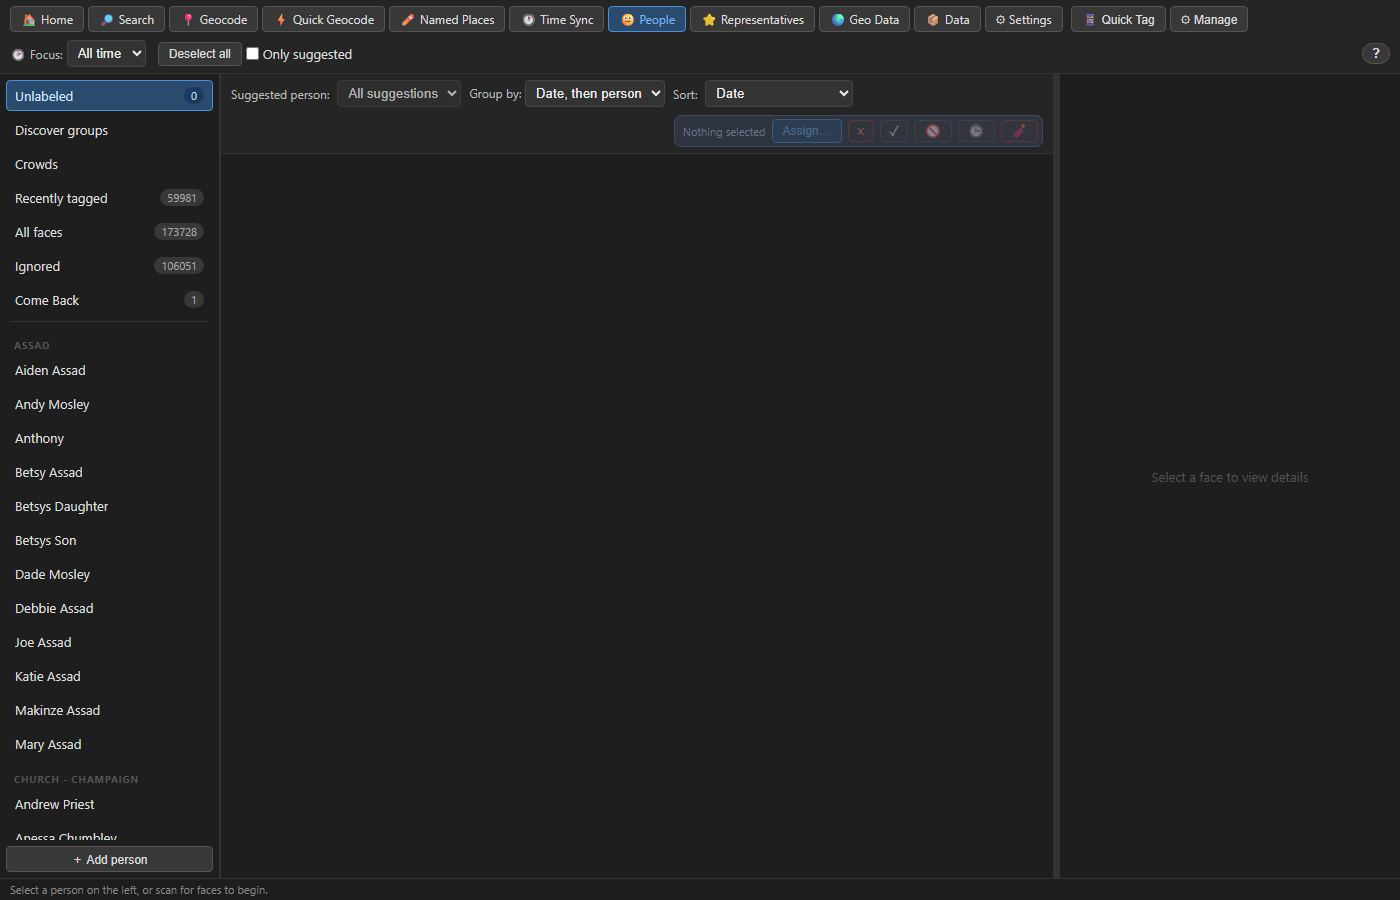 Home Search Geocode Quick Geocode Named Places Time Sync People Representatives Geo Data Data Settings Quick Tag Manage
Focus: All time Deselect all Only suggested ?
Unlabeled 0
Discover groups
Crowds
Recently tagged 59981
All faces 173728
Ignored 106051
Come Back 1
ASSAD
Aiden Assad
Andy Mosley
Anthony
Betsy Assad
Betsys Daughter
Betsys Son
Dade Mosley
Debbie Assad
Joe Assad
Katie Assad
Makinze Assad
Mary Assad
CHURCH - CHAMPAIGN
Andrew Priest
Anessa Chumbley
+ Add person
Suggested person: All suggestions Group by: Date, then person Sort: Date
Nothing selected Assign... x ✓
Select a face to view details
Select a person on the left, or scan for faces to begin.